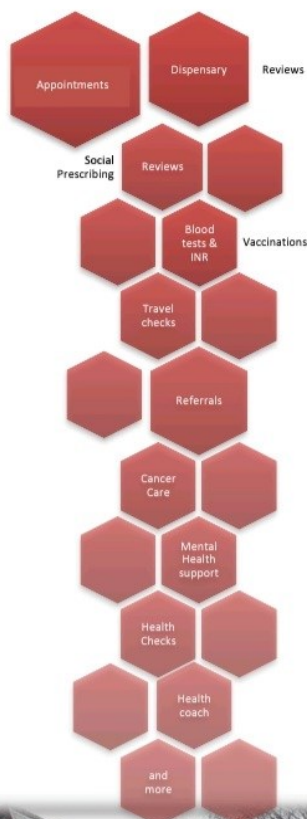 Appointments
Dispensary
Reviews
Social
Prescribing
Reviews
Blood
tests &
INR
Vaccinations
Travel
checks
Referrals
Cancer
Care
Mental
Health
support
Health
Checks
Health
coach
and
more